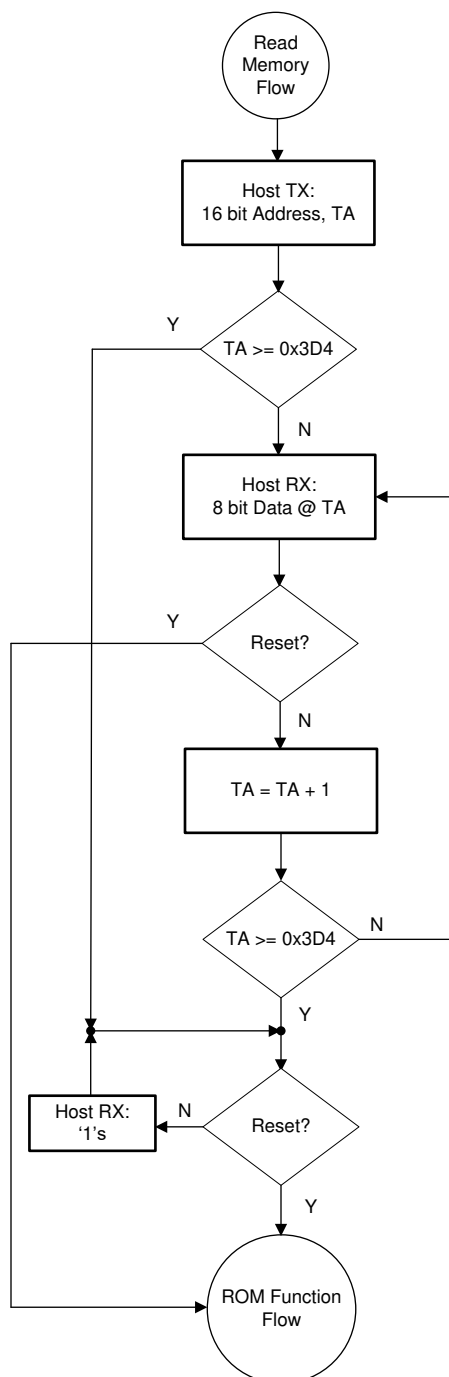 Read
Memory
Flow
Host TX:
16 bit Address, TA
Y
TA >= 0x3D4
N
Host RX:
8 bit Data @ TA
Y
Reset?
N
TA = TA + 1
TA >= 0x3D4
N
Y
Host RX:
‘1’s
N
Reset?
Y
ROM Function
Flow